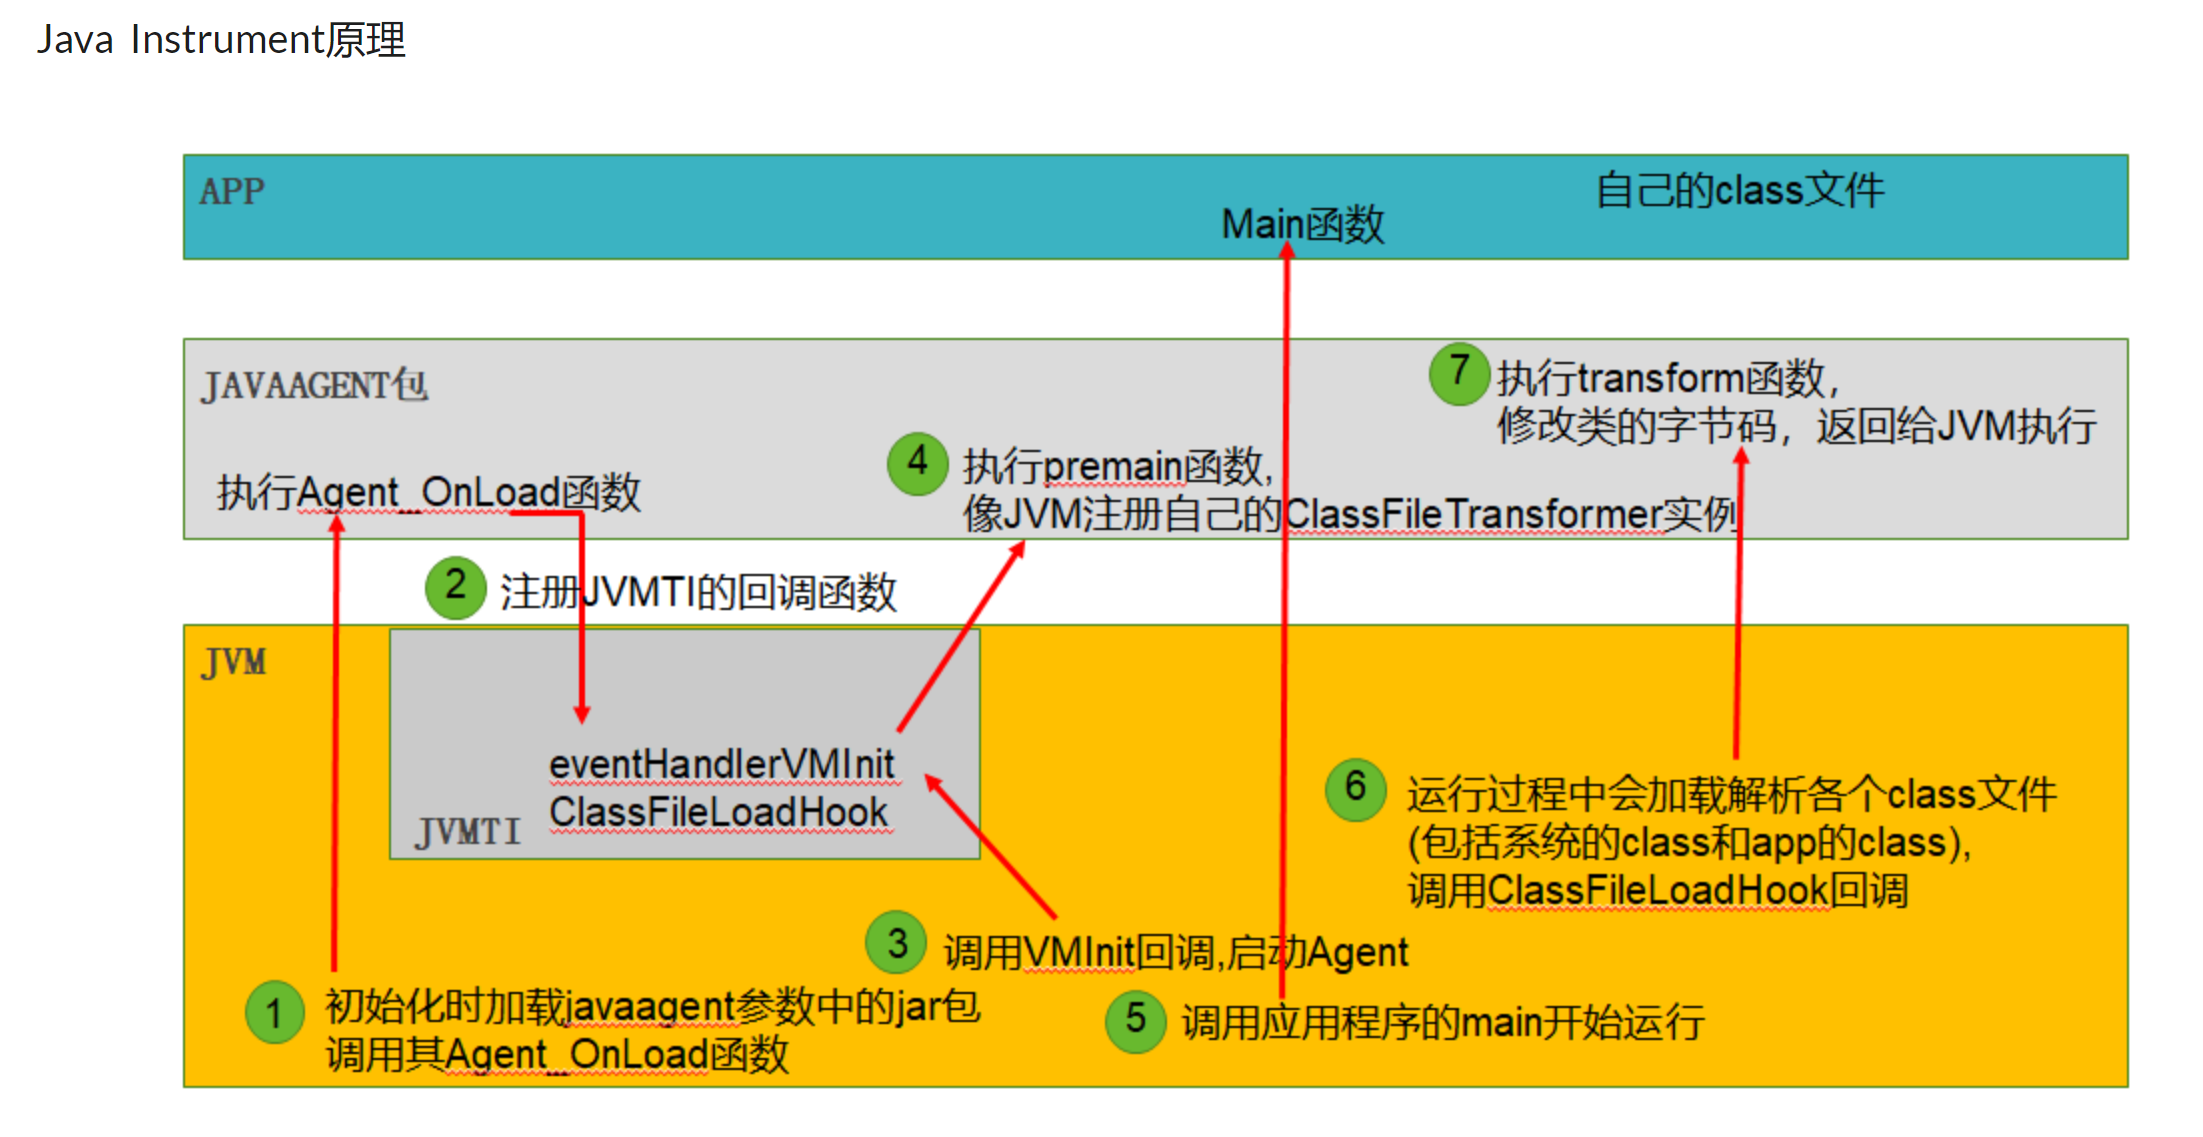 Java Instrument原理
APP
自己的class文件
Main函数
JAVAAGENT包
7
执行transform函数,
修改类的字节码，返回给JVM执行
4
执行premain函数,
像JVM注册自己的ClassFileTransformer实例
执行Agent_OnLoad函数
2
注册JVMTI的回调函数
JVM
eventHandlerVMInit
ClassFileLoadHook
JVMTI
6
运行过程中会加载解析各个class文件
(包括系统的class和app的class),
调用ClassFileLoadHook回调
3
调用VMInit回调,启动Agent
1
初始化时加载javaagent参数中的jar包
调用其Agent_OnLoad函数
5
调用应用程序的main开始运行